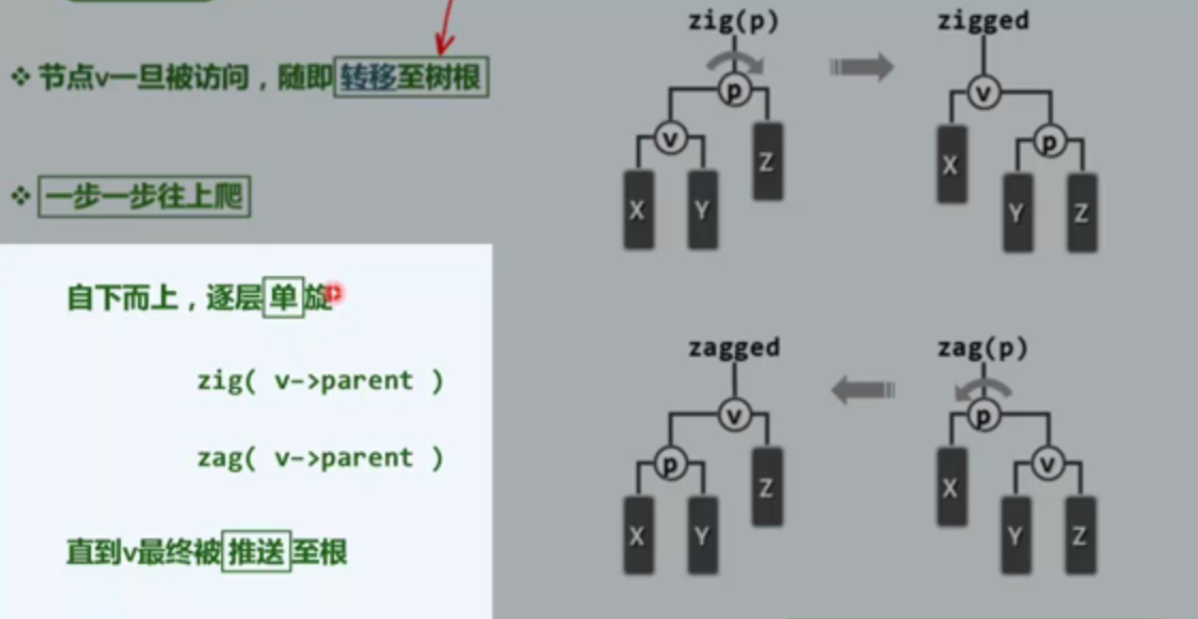 ❖ 节点v一旦被访问，随即转移至树根
❖ 一步一步往上爬
自下而上，逐层单旋
zig( v->parent )
zag( v->parent )
直到v最终被推送至根
zig(p)
p
v
Z
X Y
zigged
v
X
p
Y Z
zagged
v
p
Z
X Y
zag(p)
p
X
v
Y Z